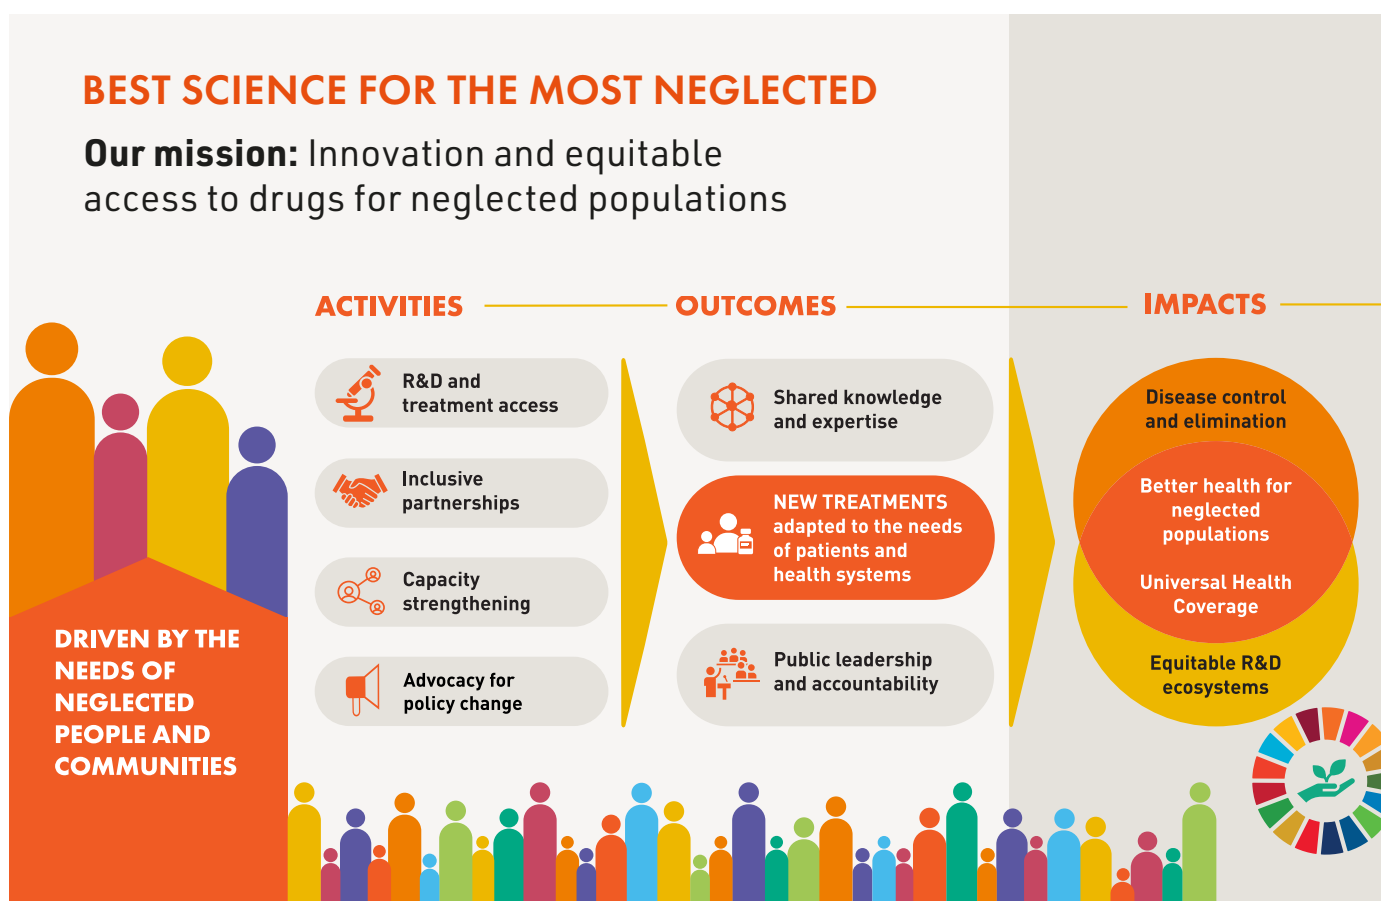 BEST SCIENCE FOR THE MOST NEGLECTED
Our mission: Innovation and equitable
access to drugs for neglected populations
ACTIVITIES
R&D and
treatment access
Inclusive
partnerships
Capacity
strengthening
Advocacy for
policy change
OUTCOMES
Shared knowledge
and expertise
NEW TREATMENTS
adapted to the needs
of patients and
health systems
Public leadership
and accountability
IMPACTS
Disease control
and elimination
Better health for
neglected
populations
Universal Health
Coverage
Equitable R&D
ecosystems
DRIVEN BY THE
NEEDS OF
NEGLECTED
PEOPLE AND
COMMUNITIES